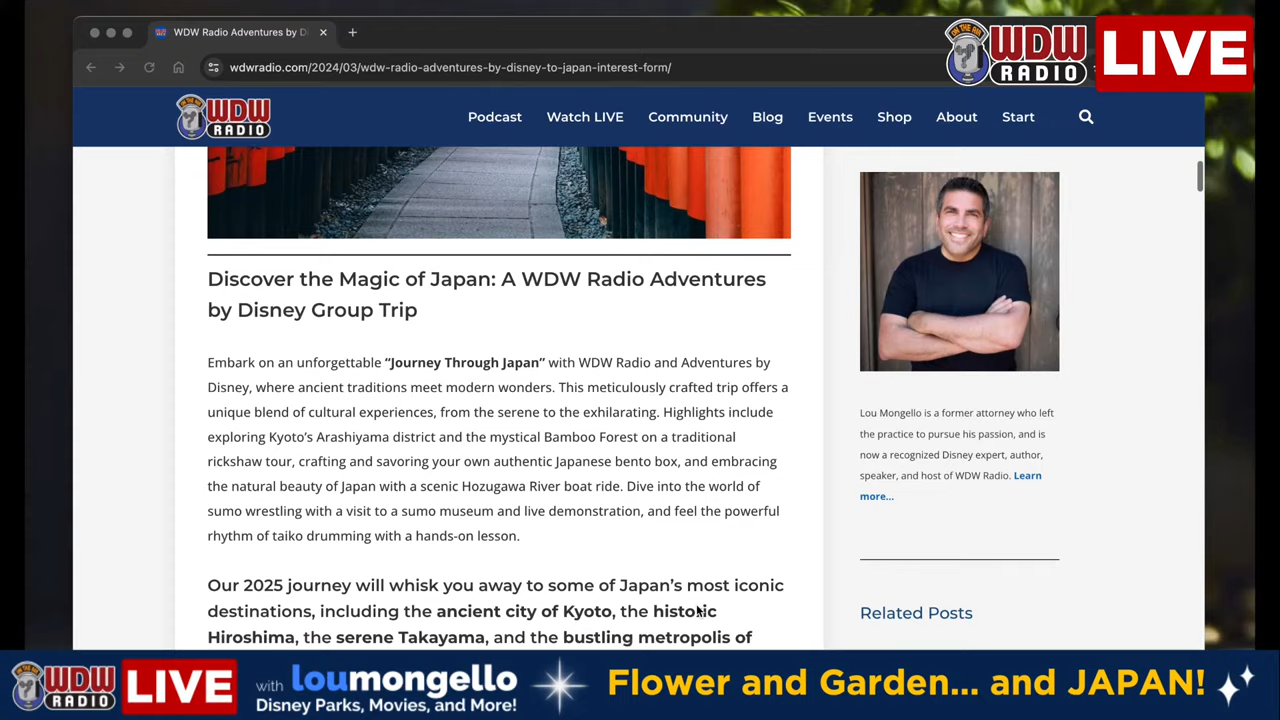 WDW Radio Adventures by D
wdwradio.com/2024/03/wdw-radio-adventures-by-disney-to-japan-interest-form/
ON THE AIR
WDW
RADIO
LIVE
ON THE AIR
WDW
RADIO
Podcast
Watch LIVE
Community
Blog
Events
Shop
About
Start
Discover the Magic of Japan: A WDW Radio Adventures
by Disney Group Trip
Embark on an unforgettable “Journey Through Japan” with WDW Radio and Adventures by
Disney, where ancient traditions meet modern wonders. This meticulously crafted trip offers a
unique blend of cultural experiences, from the serene to the exhilarating. Highlights include
exploring Kyoto’s Arashiyama district and the mystical Bamboo Forest on a traditional
rickshaw tour, crafting and savoring your own authentic Japanese bento box, and embracing
the natural beauty of Japan with a scenic Hozugawa River boat ride. Dive into the world of
sumo wrestling with a visit to a sumo museum and live demonstration, and feel the powerful
rhythm of taiko drumming with a hands-on lesson.
Our 2025 journey will whisk you away to some of Japan’s most iconic
destinations, including the ancient city of Kyoto, the historic
Hiroshima, the serene Takayama, and the bustling metropolis of
Lou Mongello is a former attorney who left
the practice to pursue his passion, and is
now a recognized Disney expert, author,
speaker, and host of WDW Radio. Learn
more...
Related Posts
ON THE AIR
WDW
RADIO
LIVE
with loumongello
Disney Parks, Movies, and More!
Flower and Garden... and JAPAN!